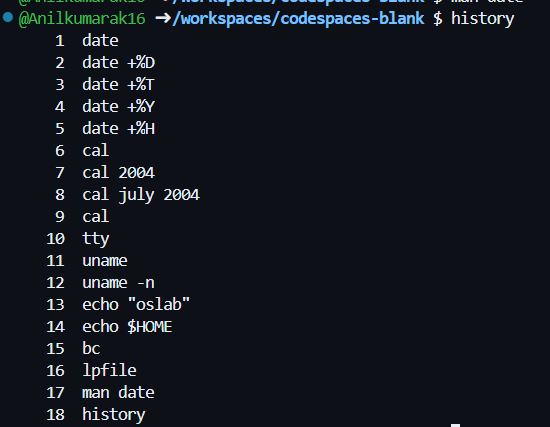 @Anilkumarak16 ➜/workspaces/codespaces-blank $ man date
@Anilkumarak16 ➜/workspaces/codespaces-blank $ history
1 date
2 date +%D
3 date +%T
4 date +%Y
5 date +%H
6 cal
7 cal 2004
8 cal july 2004
9 cal
10 tty
11 uname
12 uname -n
13 echo "oslab"
14 echo $HOME
15 bc
16 lpfile
17 man date
18 history